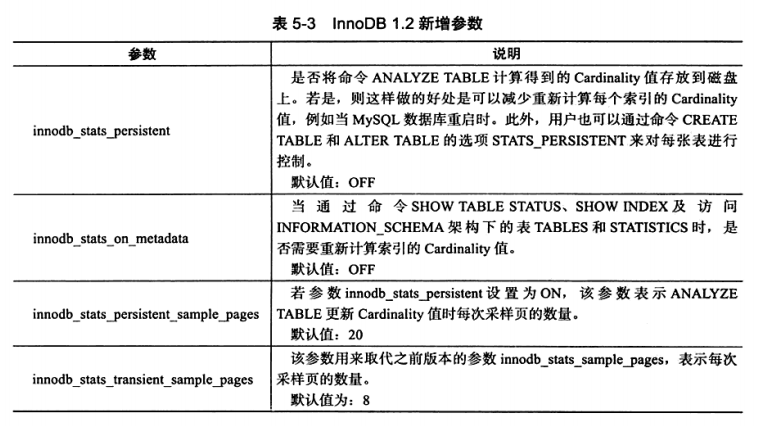 表 5-3 InnoDB 1.2 新增参数
参数 说明
是否将命令 ANALYZE TABLE 计算得到的 Cardinality 值存放到磁盘
上。若是，则这样做的好处是可以减少重新计算每个索引的 Cardinality
innodb_stats_persistent
值，例如当 MySQL 数据库重启时。此外，用户也可以通过命令 CREATE
TABLE 和 ALTER TABLE 的选项 STATS_PERSISTENT 来对每张表进行
控制。
默认值：OFF
当通过命令 SHOW TABLE STATUS、SHOW INDEX 及访问
innodb_stats_on_metadata
INFORMATION_SCHEMA 架构下的表 TABLES 和 STATISTICS 时，是
否需要重新计算索引的 Cardinality 值。
默认值：OFF
若参数 innodb_stats_persistent 设置为 ON，该参数表示 ANALYZE
innodb_stats_persistent_sample_pages
TABLE 更新 Cardinality 值时每次采样页的数量。
默认值：20
该参数用来取代之前版本的参数 innodb_stats_sample_pages，表示每次
innodb_stats_transient_sample_pages
采样页的数量。
默认值为：8